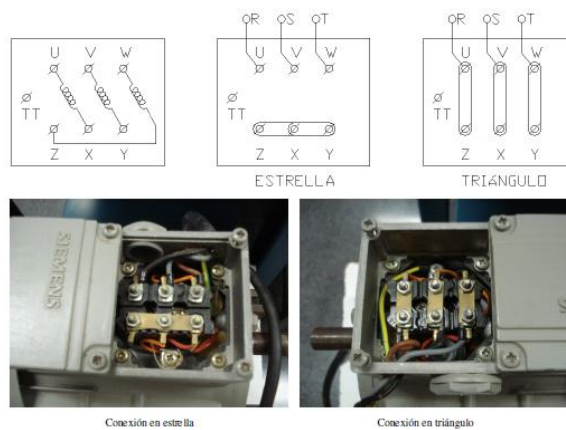 U V W
TT
Z X Y
R S T
U V W
TT
Z X Y
ESTRELLA
R S T
U V W
TT
Z X Y
TRIÁNGULO
SIEMENS
S
Conexión en estrella
Conexión en triángulo